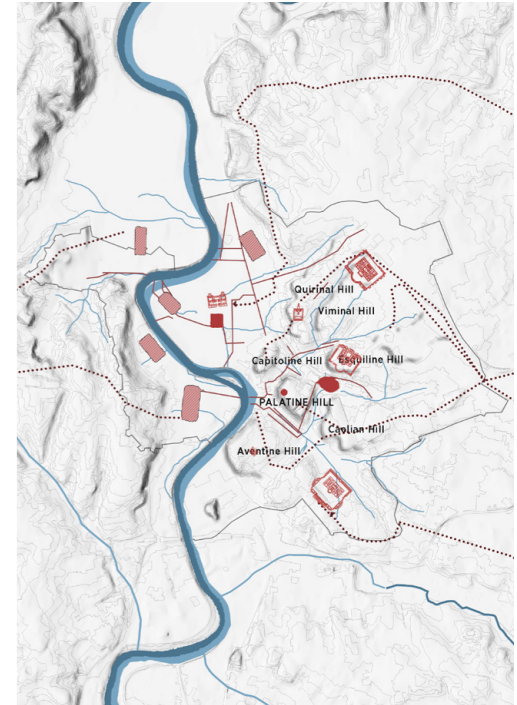 Quirinal Hill
Viminal Hill
Capitoline Hill
Esquiline Hill
PALATINE HILL
Caelian Hill
Aventine Hill